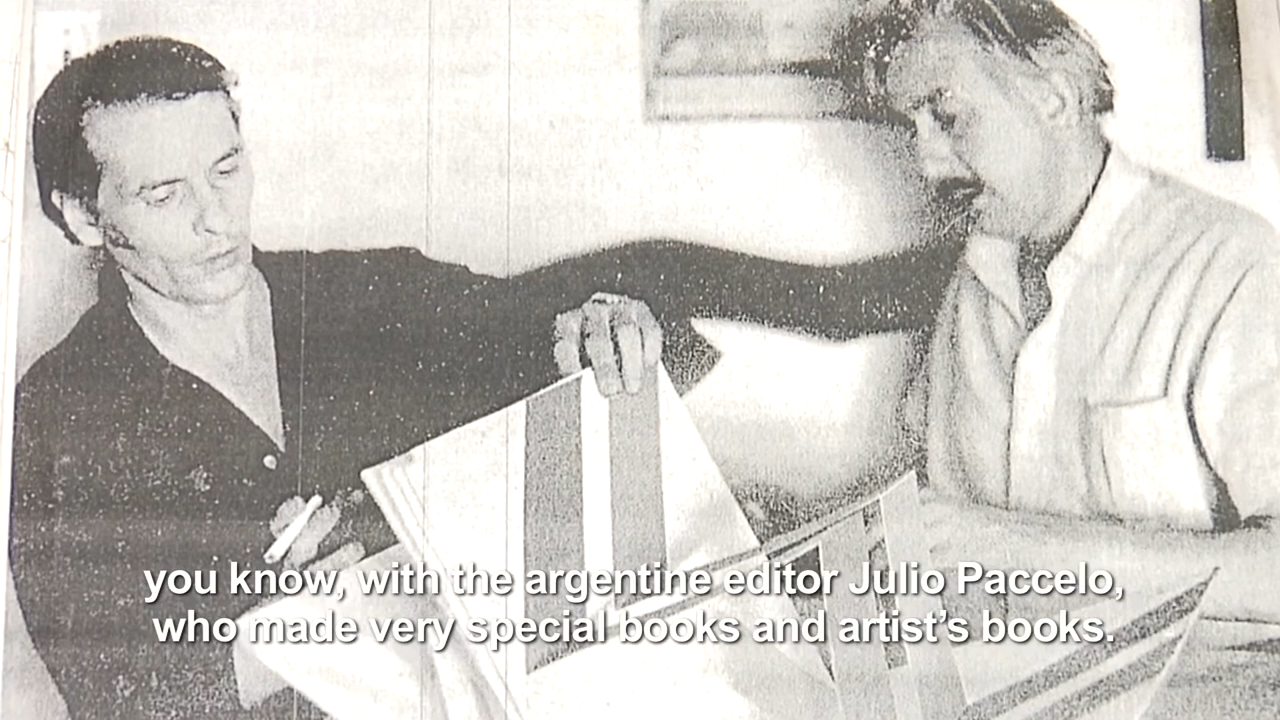 you know, with the argentine editor Julio Paccelo,
who made very special books and artist’s books.